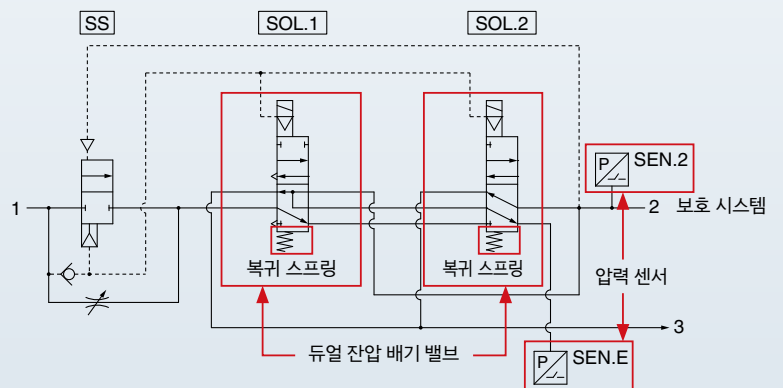 SS
SOL.1
SOL.2
P
SEN.2
1
2
보호 시스템
복귀 스프링
복귀 스프링
압력 센서
3
듀얼 잔압 배기 밸브
P
SEN.E